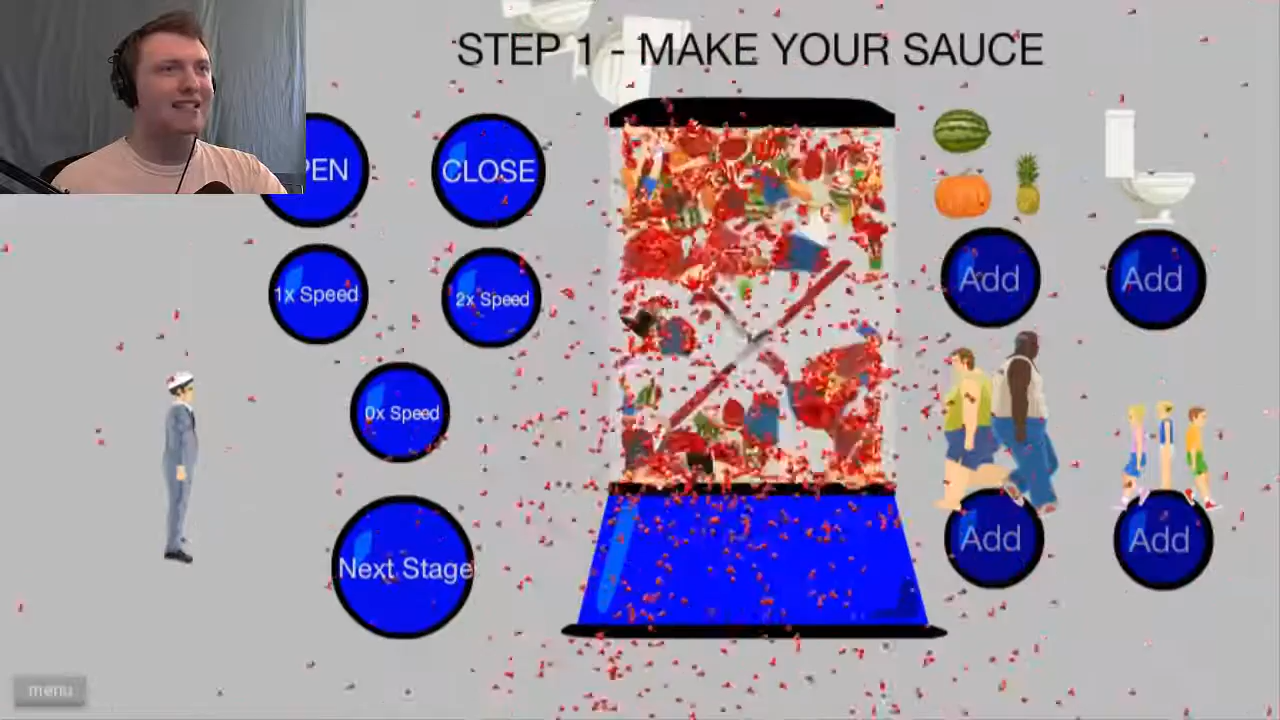 STEP 1 - MAKE YOUR SAUCE
PEN
CLOSE
1x Speed
2x Speed
0x Speed
Next Stage
Add
Add
Add
Add
menu